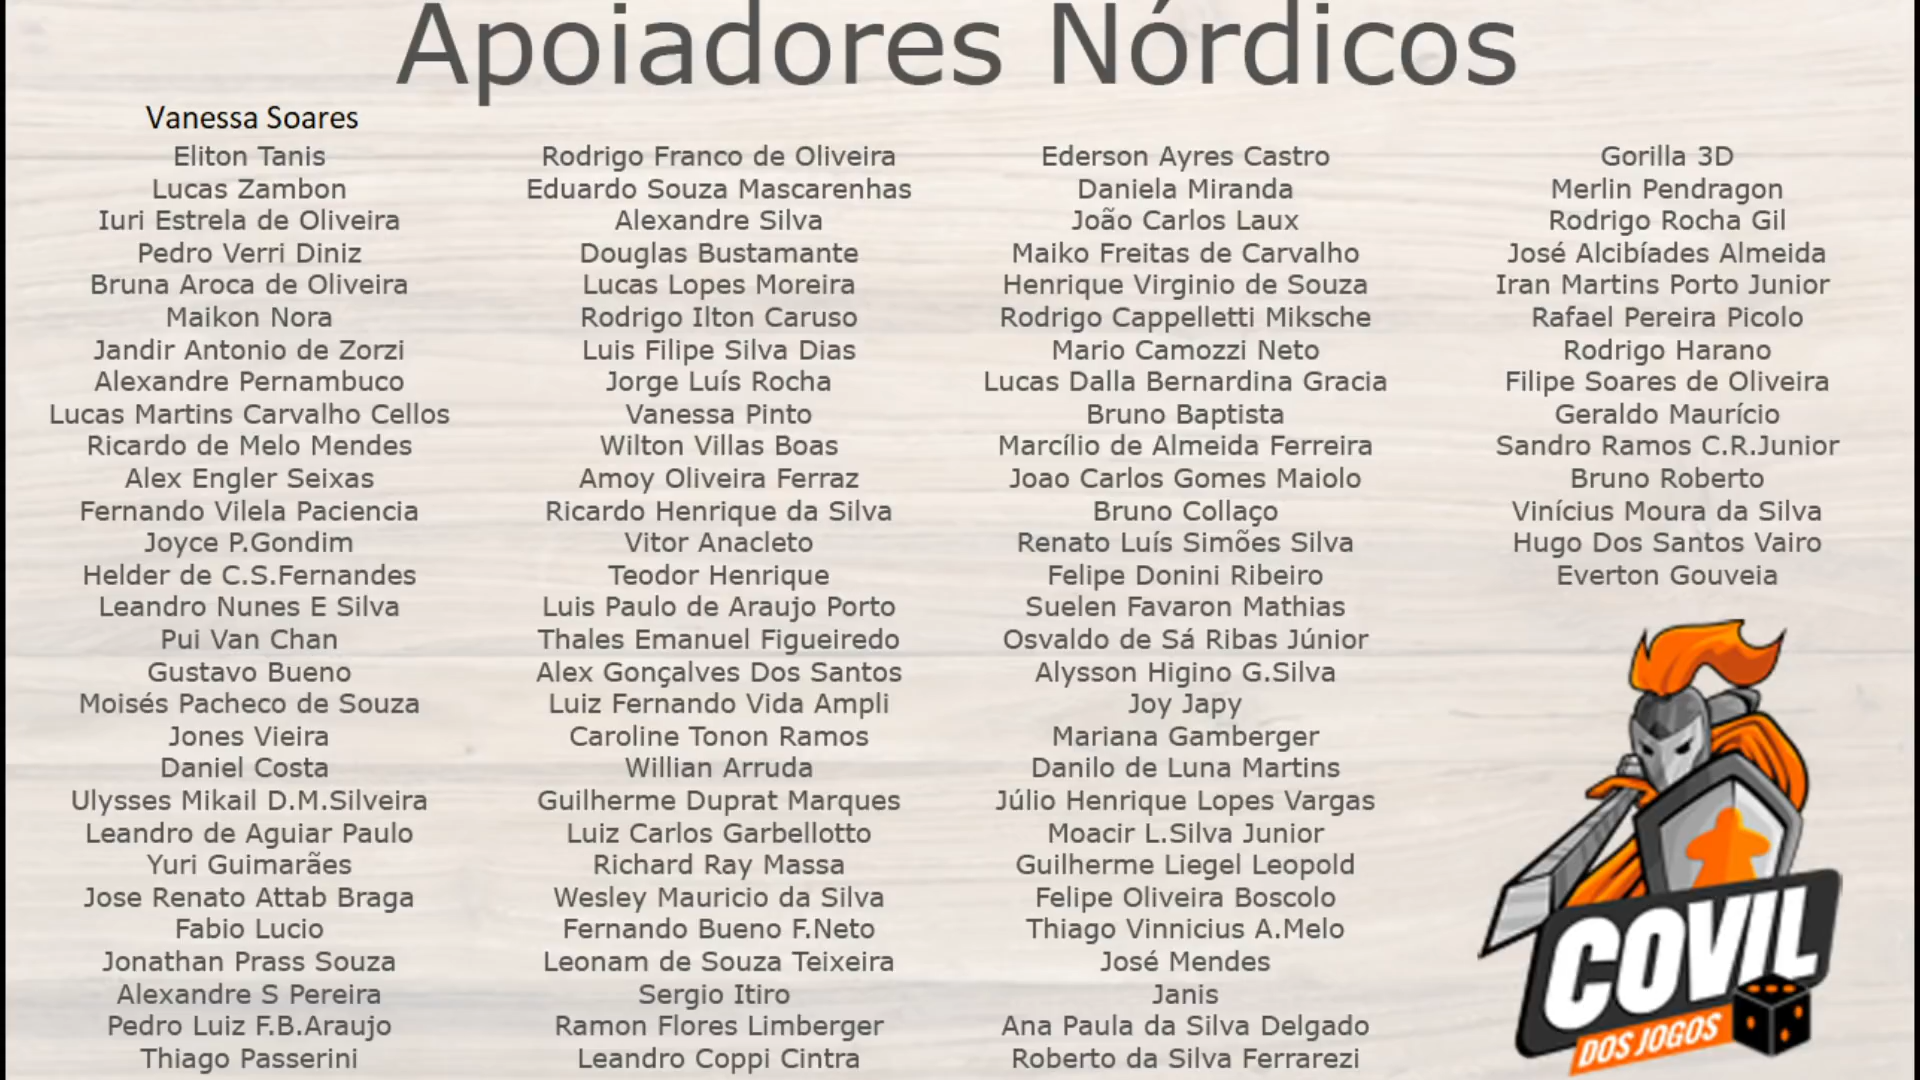 Apoiadores Nórdicos
Vanessa Soares
Eliton Tanis
Lucas Zambon
Iuri Estrela de Oliveira
Pedro Verri Diniz
Bruna Aroca de Oliveira
Maikon Nora
Jandir Antonio de Zorzi
Alexandre Pernambuco
Lucas Martins Carvalho Cellos
Ricardo de Melo Mendes
Alex Engler Seixas
Fernando Vilela Paciencia
Joyce P.Gondim
Helder de C.S.Fernandes
Leandro Nunes E Silva
Pui Van Chan
Gustavo Bueno
Moisés Pacheco de Souza
Jones Vieira
Daniel Costa
Ulysses Mikail D.M.Silveira
Leandro de Aguiar Paulo
Yuri Guimarães
Jose Renato Attab Braga
Fabio Lucio
Jonathan Prass Souza
Alexandre S Pereira
Pedro Luiz F.B.Araujo
Thiago Passerini
Rodrigo Franco de Oliveira
Eduardo Souza Mascarenhas
Alexandre Silva
Douglas Bustamante
Lucas Lopes Moreira
Rodrigo Ilton Caruso
Luis Filipe Silva Dias
Jorge Luís Rocha
Vanessa Pinto
Wilton Villas Boas
Amoy Oliveira Ferraz
Ricardo Henrique da Silva
Vitor Anacleto
Teodor Henrique
Luis Paulo de Araujo Porto
Thales Emanuel Figueiredo
Alex Gonçalves Dos Santos
Luiz Fernando Vida Ampli
Caroline Tonon Ramos
Willian Arruda
Guilherme Duprat Marques
Luiz Carlos Garbellotto
Richard Ray Massa
Wesley Mauricio da Silva
Fernando Bueno F.Neto
Leonam de Souza Teixeira
Sergio Itiro
Ramon Flores Limberger
Leandro Coppi Cintra
Ederson Ayres Castro
Daniela Miranda
João Carlos Laux
Maiko Freitas de Carvalho
Henrique Virginio de Souza
Rodrigo Cappelletti Miksche
Mario Camozzi Neto
Lucas Dalla Bernardina Gracia
Bruno Baptista
Marcílio de Almeida Ferreira
Joao Carlos Gomes Maiolo
Bruno Collaço
Renato Luís Simões Silva
Felipe Donini Ribeiro
Suelen Favaron Mathias
Osvaldo de Sá Ribas Júnior
Alysson Higino G.Silva
Joy Japy
Mariana Gamberger
Danilo de Luna Martins
Júlio Henrique Lopes Vargas
Moacir L.Silva Junior
Guilherme Liegel Leopold
Felipe Oliveira Boscolo
Thiago Vinnicius A.Melo
José Mendes
Janis
Ana Paula da Silva Delgado
Roberto da Silva Ferrarezi
Gorilla 3D
Merlin Pendragon
Rodrigo Rocha Gil
José Alcibíades Almeida
Iran Martins Porto Junior
Rafael Pereira Picolo
Rodrigo Harano
Filipe Soares de Oliveira
Geraldo Maurício
Sandro Ramos C.R.Junior
Bruno Roberto
Vinícius Moura da Silva
Hugo Dos Santos Vairo
Everton Gouveia
COVIL
DOS JOGOS